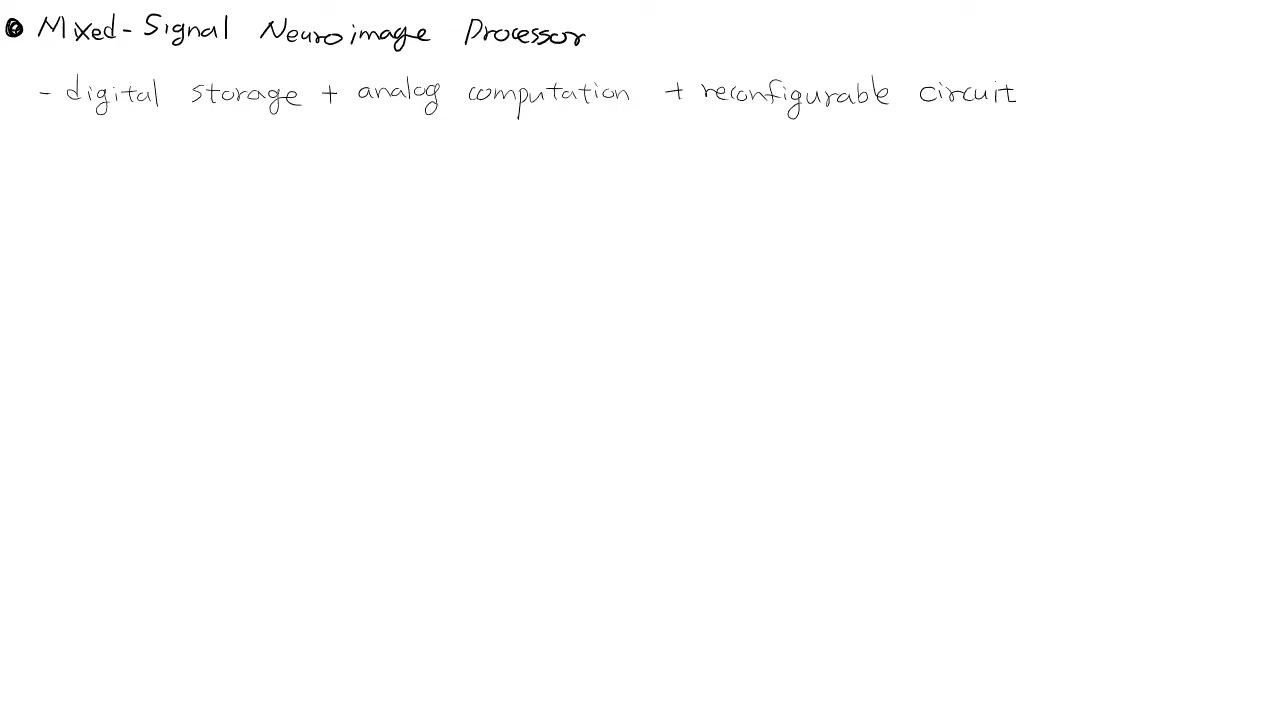 ● Mixed-Signal Neuroimage Processor
- digital storage + analog computation + reconfigurable circuit